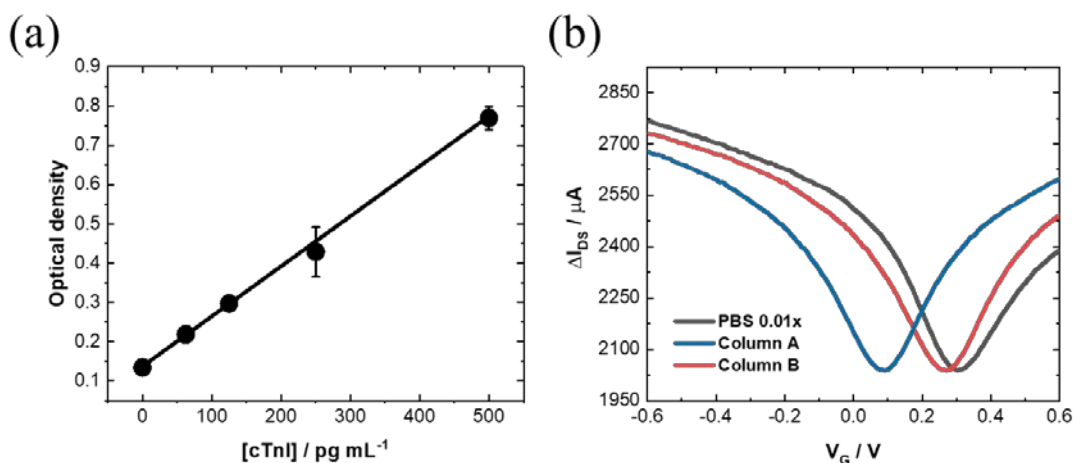 (a)
Optical density
0.9
0.8
0.7
0.6
0.5
0.4
0.3
0.2
0.1
0 100 200 300 400 500
[cTnI] / pg mL⁻¹
(b)
ΔI_DS / μA
2850
2700
2550
2400
2250
2100
1950
PBS 0.01x
Column A
Column B
-0.6 -0.4 -0.2 0.0 0.2 0.4 0.6
V_G / V